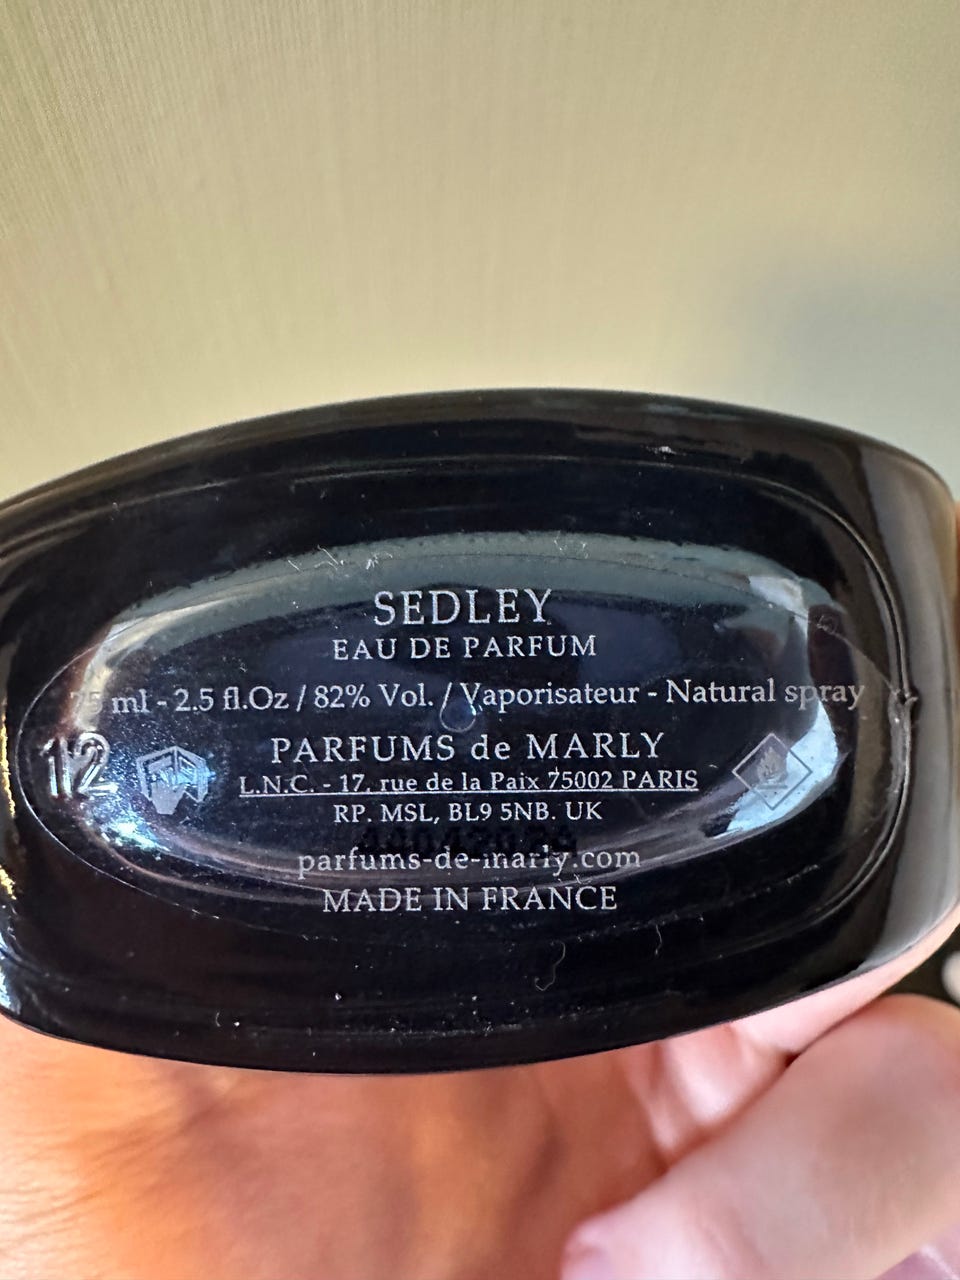 SEDLEY
EAU DE PARFUM
75 ml - 2.5 fl.Oz / 82% Vol. / Vaporisateur - Natural spray
12
PARFUMS de MARLY
L.N.C. - 17, rue de la Paix 75002 PARIS
RP. MSL, BL9 5NB. UK
parfums-de-marly.com
MADE IN FRANCE